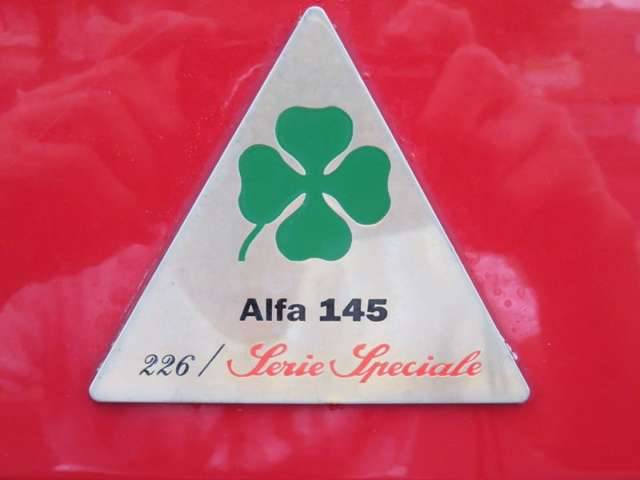 Alfa 145
226 / Serie Speciale